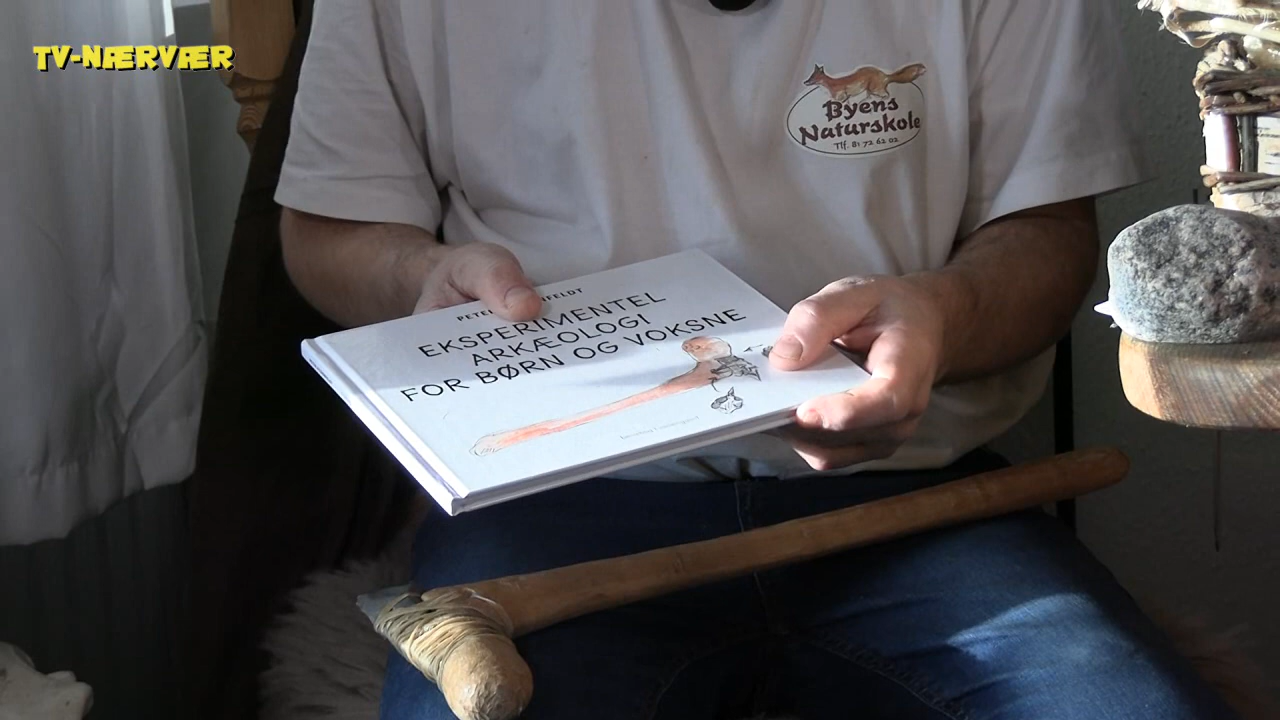 TV-NÆRVÆR
Byens
Naturskole
Tlf. 81 72 62 02
EKSPERIMENTEL
ARKÆOLOGI
FOR BØRN OG VOKSNE